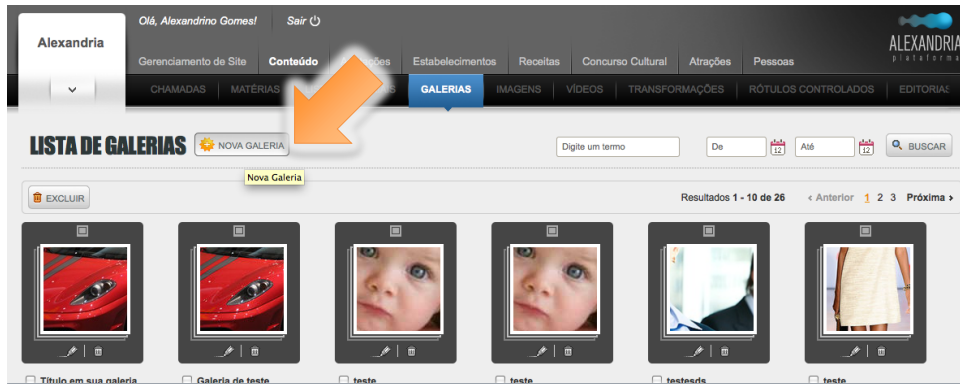 Olá, Alexandrino Gomes! Sair
Alexandria
ALEXANDRIA
plataforma
Gerenciamento de Site Conteúdo Estabelecimentos Receitas Concurso Cultural Atrações Pessoas
CHAMADAS MATÉRIAS GALERIAS IMAGENS VÍDEOS TRANSFORMAÇÕES RÓTULOS CONTROLADOS EDITORIAS
LISTA DE GALERIAS NOVA GALERIA Digite um termo De 12 Até 12 BUSCAR
Nova Galeria
EXCLUIR Resultados 1 - 10 de 26 ‹ Anterior 1 2 3 Próxima ›
Título em sua galeria Galeria de teste teste teste testesds teste